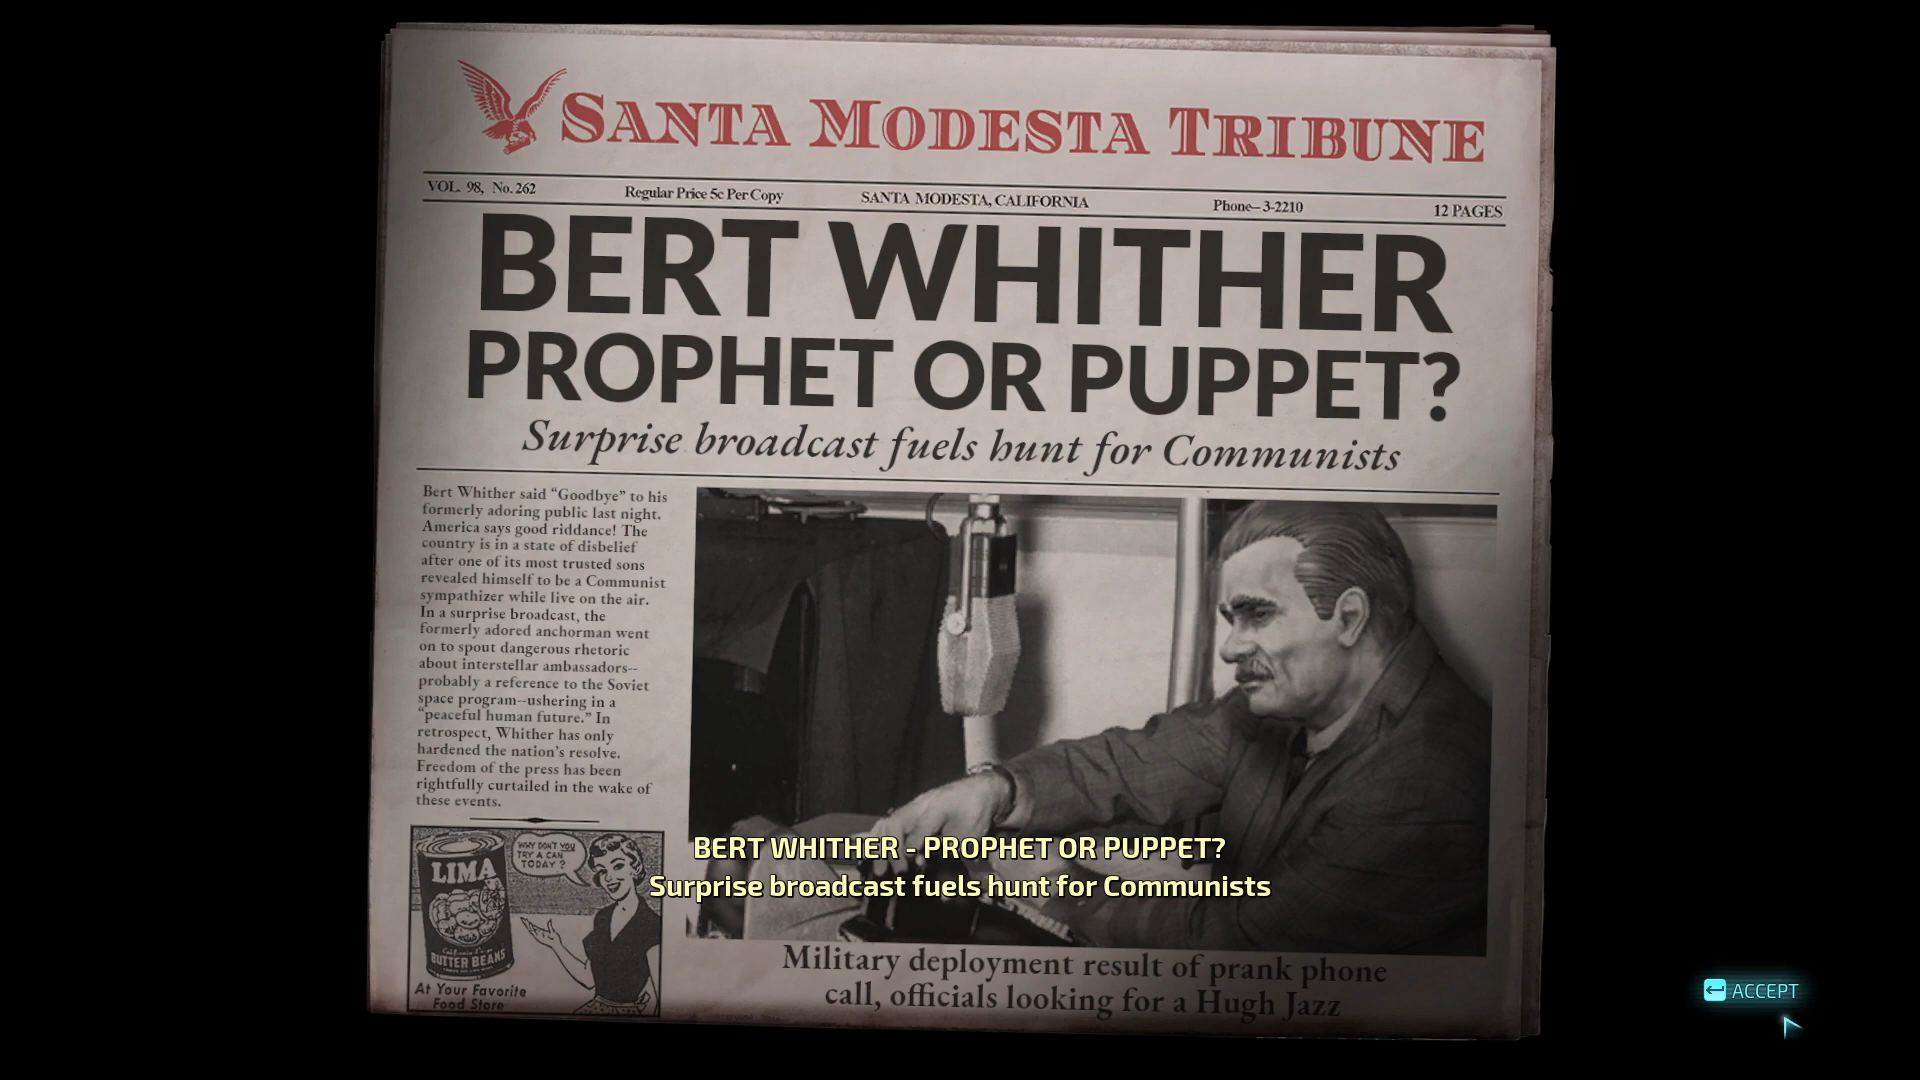 SANTA MODESTA TRIBUNE
VOL. 98, No. 262 Regular Price 5c Per Copy SANTA MODESTA, CALIFORNIA Phone–3-2210 12 PAGES
BERT WHITHER
PROPHET OR PUPPET?
Surprise broadcast fuels hunt for Communists
Bert Whither said “Goodbye” to his
formerly adoring public last night.
America says good riddance! The
country is in a state of disbelief
after one of its most trusted sons
revealed himself to be a Communist
sympathizer while live on the air.
In a surprise broadcast, the
formerly adored anchorman went
on to spout dangerous rhetoric
about interstellar ambassadors--
probably a reference to the Soviet
space program--ushering in a
“peaceful human future.” In
retrospect, Whither has only
hardened the nation’s resolve.
Freedom of the press has been
rightfully curtailed in the wake of
these events.
WHY DON'T YOU
TRY A CAN
TODAY?
LIMA
BUTTER BEANS
At Your Favorite
Food Store
BERT WHITHER - PROPHET OR PUPPET?
Surprise broadcast fuels hunt for Communists
Military deployment result of prank phone
call, officials looking for a Hugh Jazz
ACCEPT